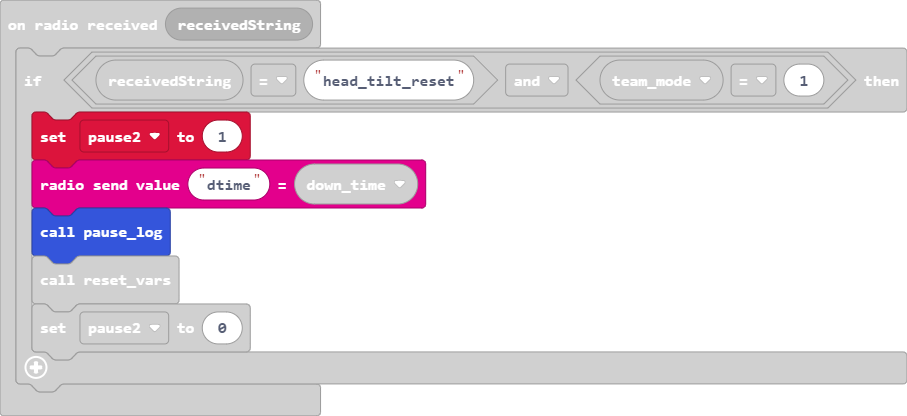 on radio received receivedString
if receivedString = "head_tilt_reset" and team_mode = 1 then
set pause2 to 1
radio send value "dtime" = down_time
call pause_log
call reset_vars
set pause2 to 0